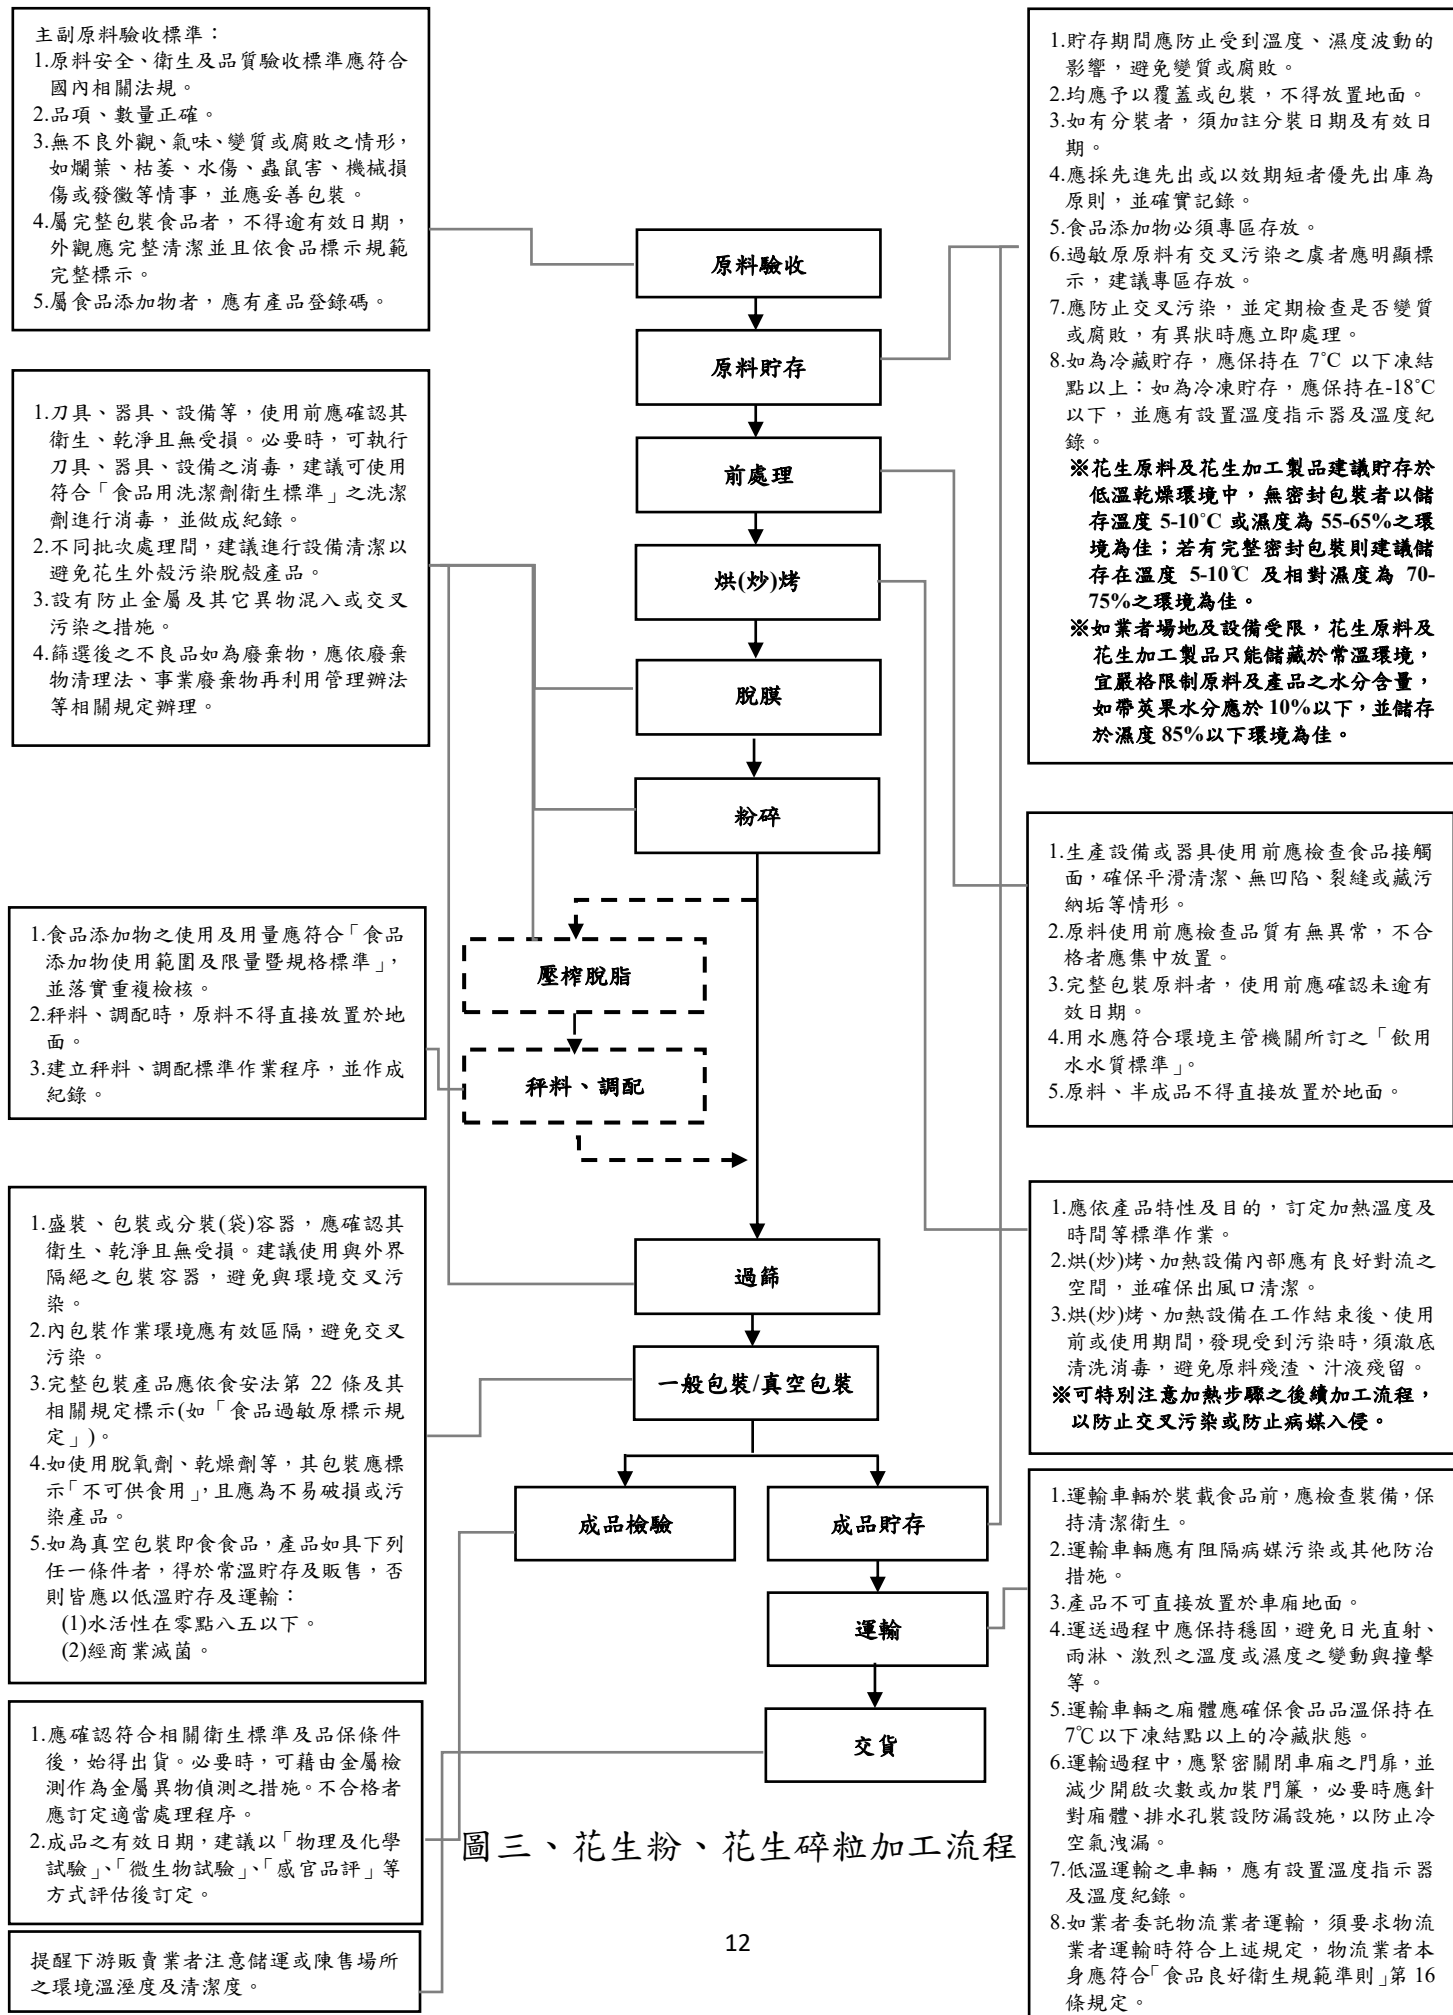 主副原料驗收標準：
1.原料安全、衛生及品質驗收標準應符合
國內相關法規。
2.品項、數量正確。
3.無不良外觀、氣味、變質或腐敗之情形，
如爛葉、枯萎、水傷、蟲鼠害、機械損
傷或發黴等情事，並應妥善包裝。
4.屬完整包裝食品者，不得逾有效日期，
外觀應完整清潔並且依食品標示規範
完整標示。
5.屬食品添加物者，應有產品登錄碼。
1.刀具、器具、設備等，使用前應確認其
衛生、乾淨且無受損。必要時，可執行
刀具、器具、設備之消毒，建議可使用
符合「食品用洗潔劑衛生標準」之洗潔
劑進行消毒，並做成紀錄。
2.不同批次處理間，建議進行設備清潔以
避免花生外殼污染脫殼產品。
3.設有防止金屬及其它異物混入或交叉
污染之措施。
4.篩選後之不良品如為廢棄物，應依廢棄
物清理法、事業廢棄物再利用管理辦法
等相關規定辦理。
1.食品添加物之使用及用量應符合「食品
添加物使用範圍及限量暨規格標準」，
並落實重複檢核。
2.秤料、調配時，原料不得直接放置於地
面。
3.建立秤料、調配標準作業程序，並作成
紀錄。
1.盛裝、包裝或分裝(袋)容器，應確認其
衛生、乾淨且無受損。建議使用與外界
隔絕之包裝容器，避免與環境交叉污
染。
2.內包裝作業環境應有效區隔，避免交叉
污染。
3.完整包裝產品應依食安法第 22 條及其
相關規定標示(如「食品過敏原標示規
定」)。
4.如使用脫氧劑、乾燥劑等，其包裝應標
示「不可供食用」，且應為不易破損或污
染產品。
5.如為真空包裝即食食品，產品如具下列
任一條件者，得於常溫貯存及販售，否
則皆應以低溫貯存及運輸：
(1)水活性在零點八五以下。
(2)經商業滅菌。
1.應確認符合相關衛生標準及品保條件
後，始得出貨。必要時，可藉由金屬檢
測作為金屬異物偵測之措施。不合格者
應訂定適當處理程序。
2.成品之有效日期，建議以「物理及化學
試驗」、「微生物試驗」、「感官品評」等
方式評估後訂定。
提醒下游販賣業者注意儲運或陳售場所
之環境溫溼度及清潔度。
原料驗收
原料貯存
前處理
烘(炒)烤
脫膜
粉碎
壓榨脫脂
秤料、調配
過篩
一般包裝/真空包裝
成品檢驗
成品貯存
運輸
交貨
1.貯存期間應防止受到溫度、濕度波動的
影響，避免變質或腐敗。
2.均應予以覆蓋或包裝，不得放置地面。
3.如有分裝者，須加註分裝日期及有效日
期。
4.應採先進先出或以效期短者優先出庫為
原則，並確實記錄。
5.食品添加物必須專區存放。
6.過敏原原料有交叉污染之虞者應明顯標
示，建議專區存放。
7.應防止交叉污染，並定期檢查是否變質
或腐敗，有異狀時應立即處理。
8.如為冷藏貯存，應保持在 7°C 以下凍結
點以上：如為冷凍貯存，應保持在-18°C
以下，並應有設置溫度指示器及溫度紀
錄。
※花生原料及花生加工製品建議貯存於
低溫乾燥環境中，無密封包裝者以儲
存溫度 5-10°C 或濕度為 55-65%之環
境為佳；若有完整密封包裝則建議儲
存在溫度 5-10℃ 及相對濕度為 70-
75%之環境為佳。
※如業者場地及設備受限，花生原料及
花生加工製品只能儲藏於常溫環境，
宜嚴格限制原料及產品之水分含量，
如帶莢果水分應於 10%以下，並儲存
於濕度 85%以下環境為佳。
1.生產設備或器具使用前應檢查食品接觸
面，確保平滑清潔、無凹陷、裂縫或藏污
納垢等情形。
2.原料使用前應檢查品質有無異常，不合
格者應集中放置。
3.完整包裝原料者，使用前應確認未逾有
效日期。
4.用水應符合環境主管機關所訂之「飲用
水水質標準」。
5.原料、半成品不得直接放置於地面。
1.應依產品特性及目的，訂定加熱溫度及
時間等標準作業。
2.烘(炒)烤、加熱設備內部應有良好對流之
空間，並確保出風口清潔。
3.烘(炒)烤、加熱設備在工作結束後、使用
前或使用期間，發現受到污染時，須澈底
清洗消毒，避免原料殘渣、汁液殘留。
※可特別注意加熱步驟之後續加工流程，
以防止交叉污染或防止病媒入侵。
1.運輸車輛於裝載食品前，應檢查裝備，保
持清潔衛生。
2.運輸車輛應有阻隔病媒污染或其他防治
措施。
3.產品不可直接放置於車廂地面。
4.運送過程中應保持穩固，避免日光直射、
雨淋、激烈之溫度或濕度之變動與撞擊
等。
5.運輸車輛之廂體應確保食品品溫保持在
7℃以下凍結點以上的冷藏狀態。
6.運輸過程中，應緊密關閉車廂之門扉，並
減少開啟次數或加裝門簾，必要時應針
對廂體、排水孔裝設防漏設施，以防止冷
空氣洩漏。
7.低溫運輸之車輛，應有設置溫度指示器
及溫度紀錄。
8.如業者委託物流業者運輸，須要求物流
業者運輸時符合上述規定，物流業者本
身應符合「食品良好衛生規範準則」第 16
條規定。
圖三、花生粉、花生碎粒加工流程
12